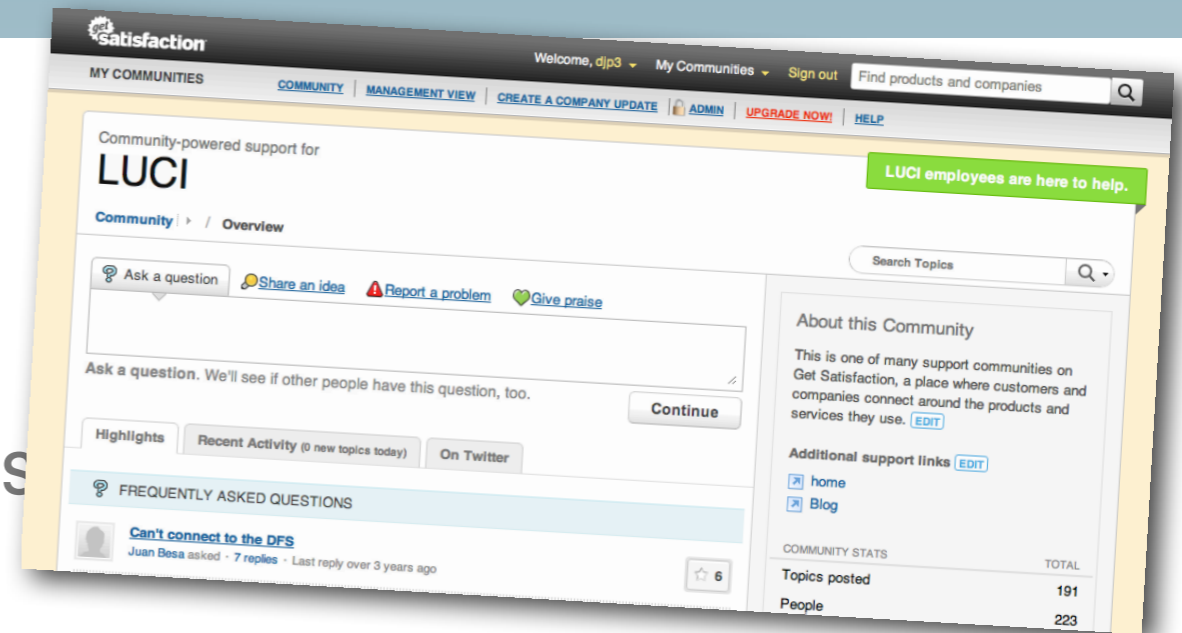 get satisfaction
Welcome, djp3 My Communities Sign out Find products and companies
MY COMMUNITIES COMMUNITY MANAGEMENT VIEW CREATE A COMPANY UPDATE ADMIN UPGRADE NOW! HELP
Community-powered support for
LUCI
LUCI employees are here to help.
Community / Overview
Search Topics
Ask a question Share an idea Report a problem Give praise
Ask a question. We'll see if other people have this question, too.
Continue
Highlights Recent Activity (0 new topics today) On Twitter
FREQUENTLY ASKED QUESTIONS
Can't connect to the DFS
Juan Besa asked · 7 replies · Last reply over 3 years ago
6
About this Community
This is one of many support communities on
Get Satisfaction, a place where customers and
companies connect around the products and
services they use. EDIT
Additional support links EDIT
home
Blog
COMMUNITY STATS TOTAL
Topics posted 191
People 223